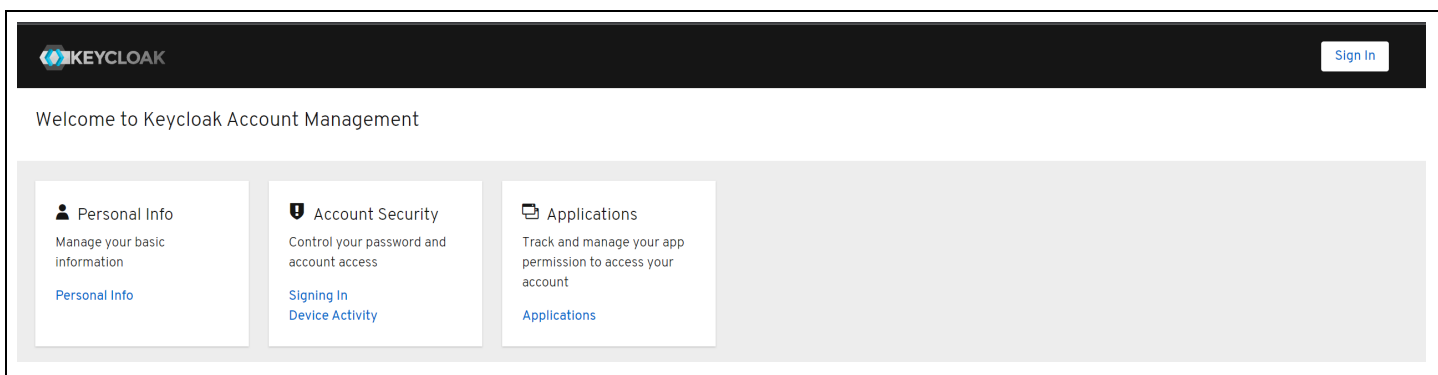 KEYCLOAK
Sign In
Welcome to Keycloak Account Management
Personal Info
Manage your basic
information
Personal Info
Account Security
Control your password and
account access
Signing In
Device Activity
Applications
Track and manage your app
permission to access your
account
Applications